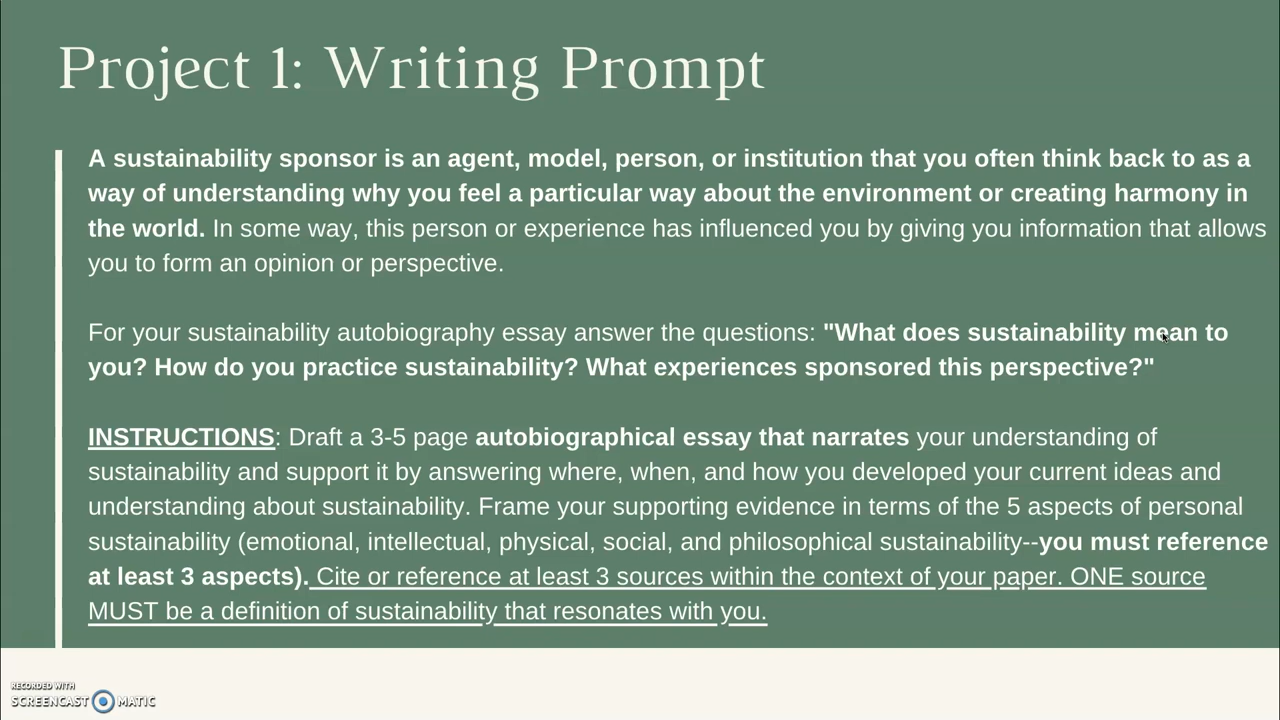 Project 1: Writing Prompt
A sustainability sponsor is an agent, model, person, or institution that you often think back to as a
way of understanding why you feel a particular way about the environment or creating harmony in
the world. In some way, this person or experience has influenced you by giving you information that allows
you to form an opinion or perspective.
For your sustainability autobiography essay answer the questions: "What does sustainability mean to
you? How do you practice sustainability? What experiences sponsored this perspective?"
INSTRUCTIONS: Draft a 3-5 page autobiographical essay that narrates your understanding of
sustainability and support it by answering where, when, and how you developed your current ideas and
understanding about sustainability. Frame your supporting evidence in terms of the 5 aspects of personal
sustainability (emotional, intellectual, physical, social, and philosophical sustainability--you must reference
at least 3 aspects). Cite or reference at least 3 sources within the context of your paper. ONE source
MUST be a definition of sustainability that resonates with you.
RECORDED WITH
SCREENCAST MATIC